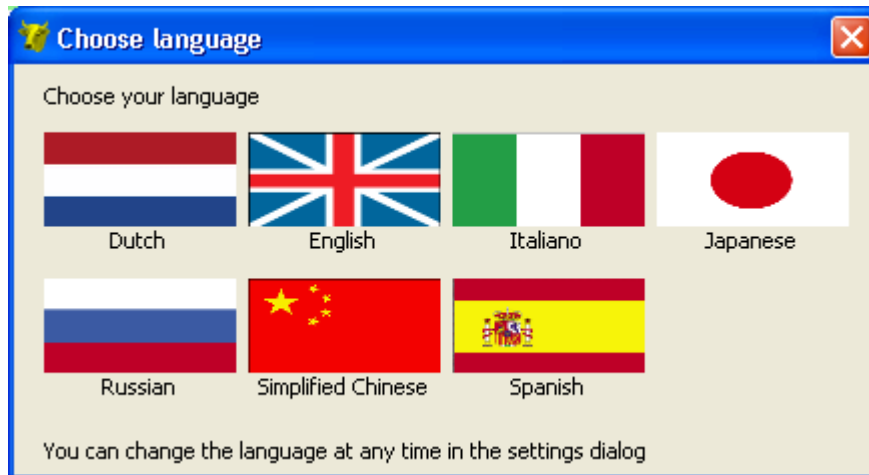 Choose language
Choose your language
Dutch English Italiano Japanese
Russian Simplified Chinese Spanish
You can change the language at any time in the settings dialog